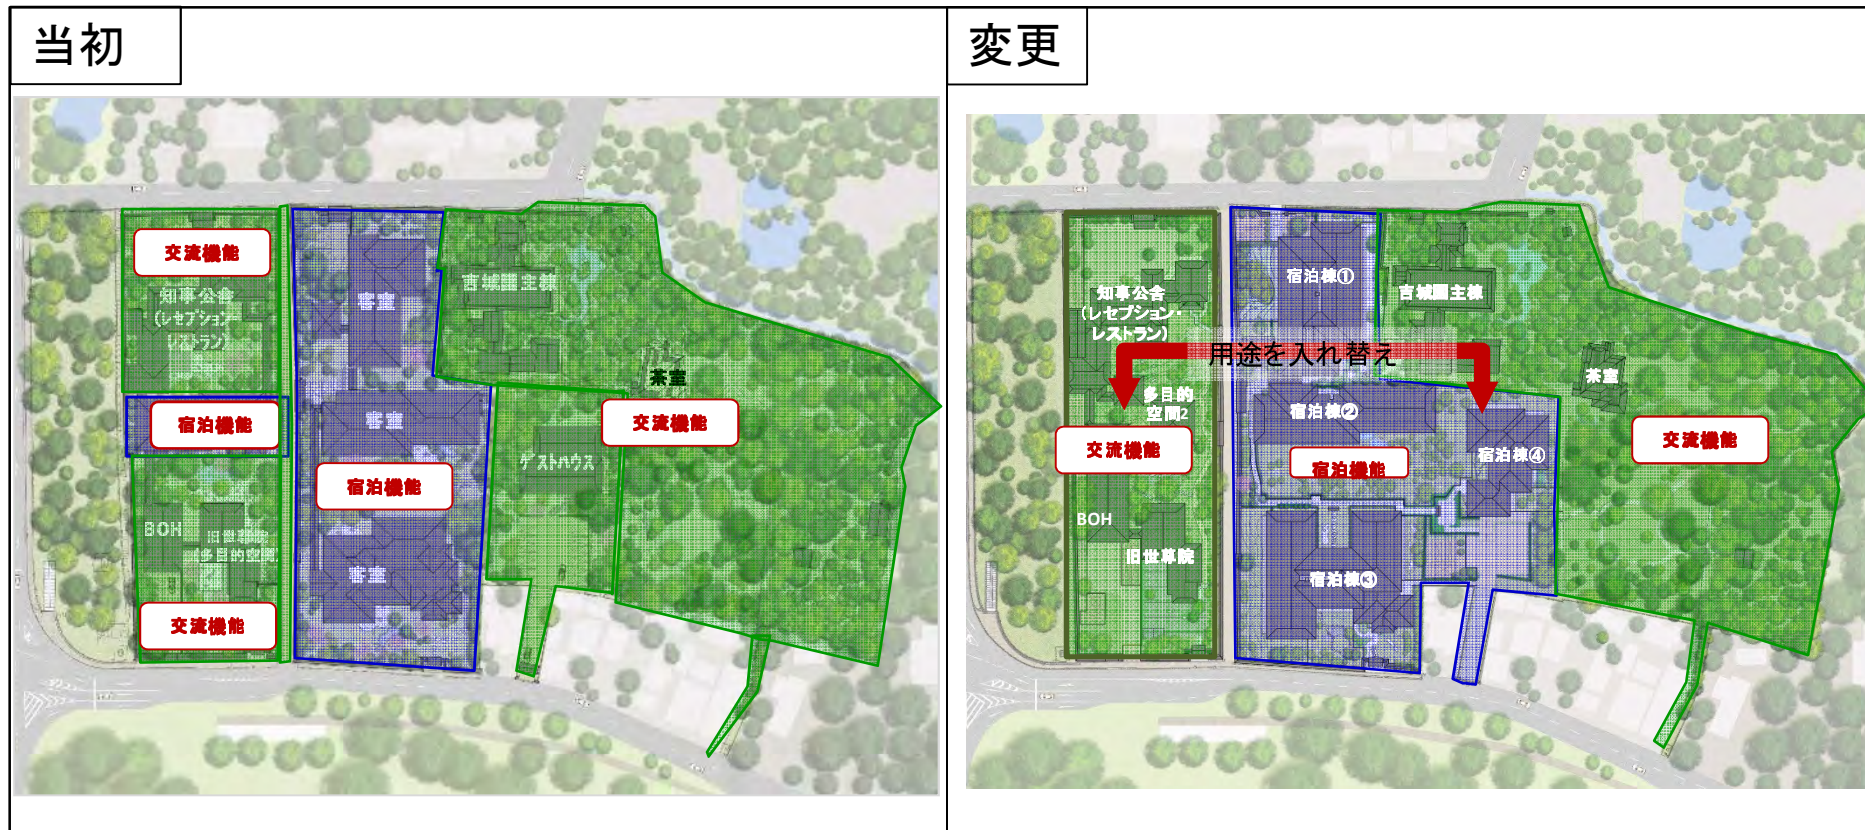 当初
交流機能
知事公舎
(レセプション・
レストラン)
宿泊機能
BOH
旧世尊院
(多目的空間)
交流機能
客室
客室
宿泊機能
客室
吉城園主棟
茶室
交流機能
ゲストハウス
変更
知事公舎
(レセプション・
レストラン)
多目的
空間2
交流機能
BOH
旧世尊院
用途を入れ替え
宿泊棟①
宿泊棟②
宿泊機能
宿泊棟③
宿泊棟④
吉城園主棟
茶室
交流機能